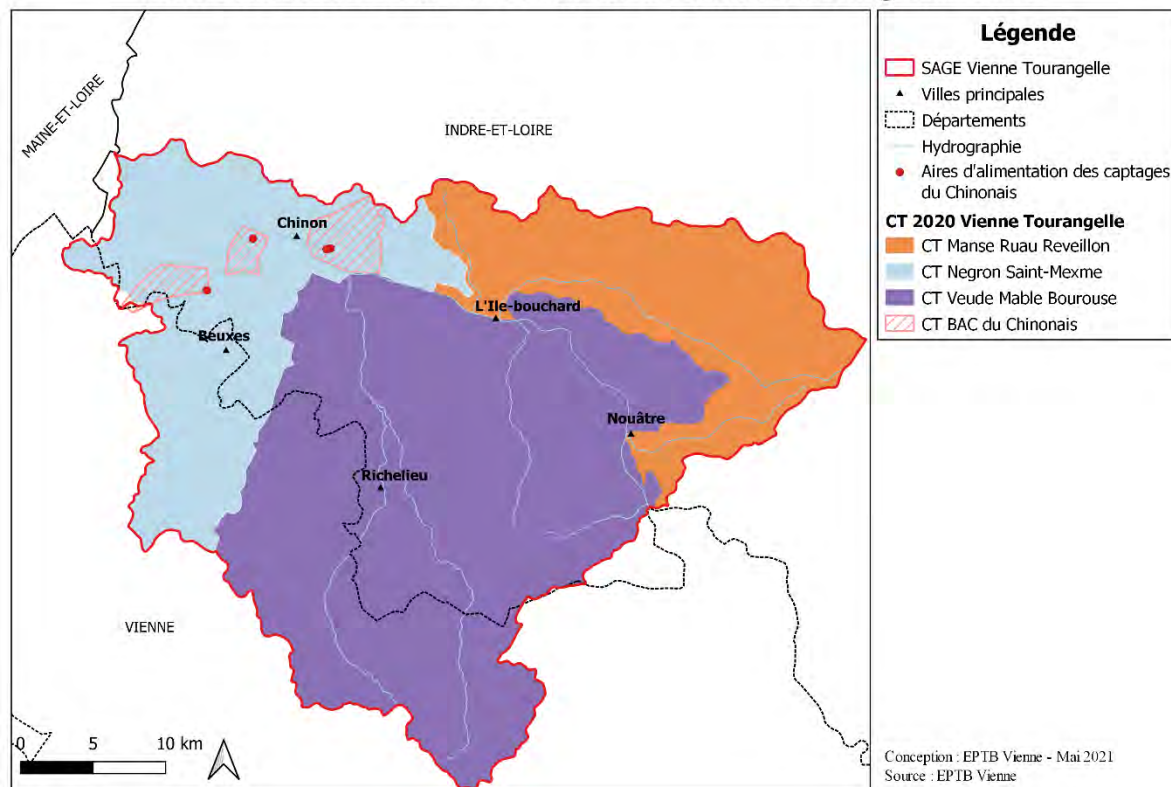 MAINE-ET-LOIRE
INDRE-ET-LOIRE
Chinon
L'Ile-bouchard
Beuxes
Nouâtre
Richelieu
VIENNE
0 5 10 km
Légende
SAGE Vienne Tourangelle
Villes principales
Départements
Hydrographie
Aires d'alimentation des captages
du Chinonais
CT 2020 Vienne Tourangelle
CT Manse Ruau Reveillon
CT Negron Saint-Mexme
CT Veude Mable Bourouse
CT BAC du Chinonais
Conception : EPTB Vienne - Mai 2021
Source : EPTB Vienne